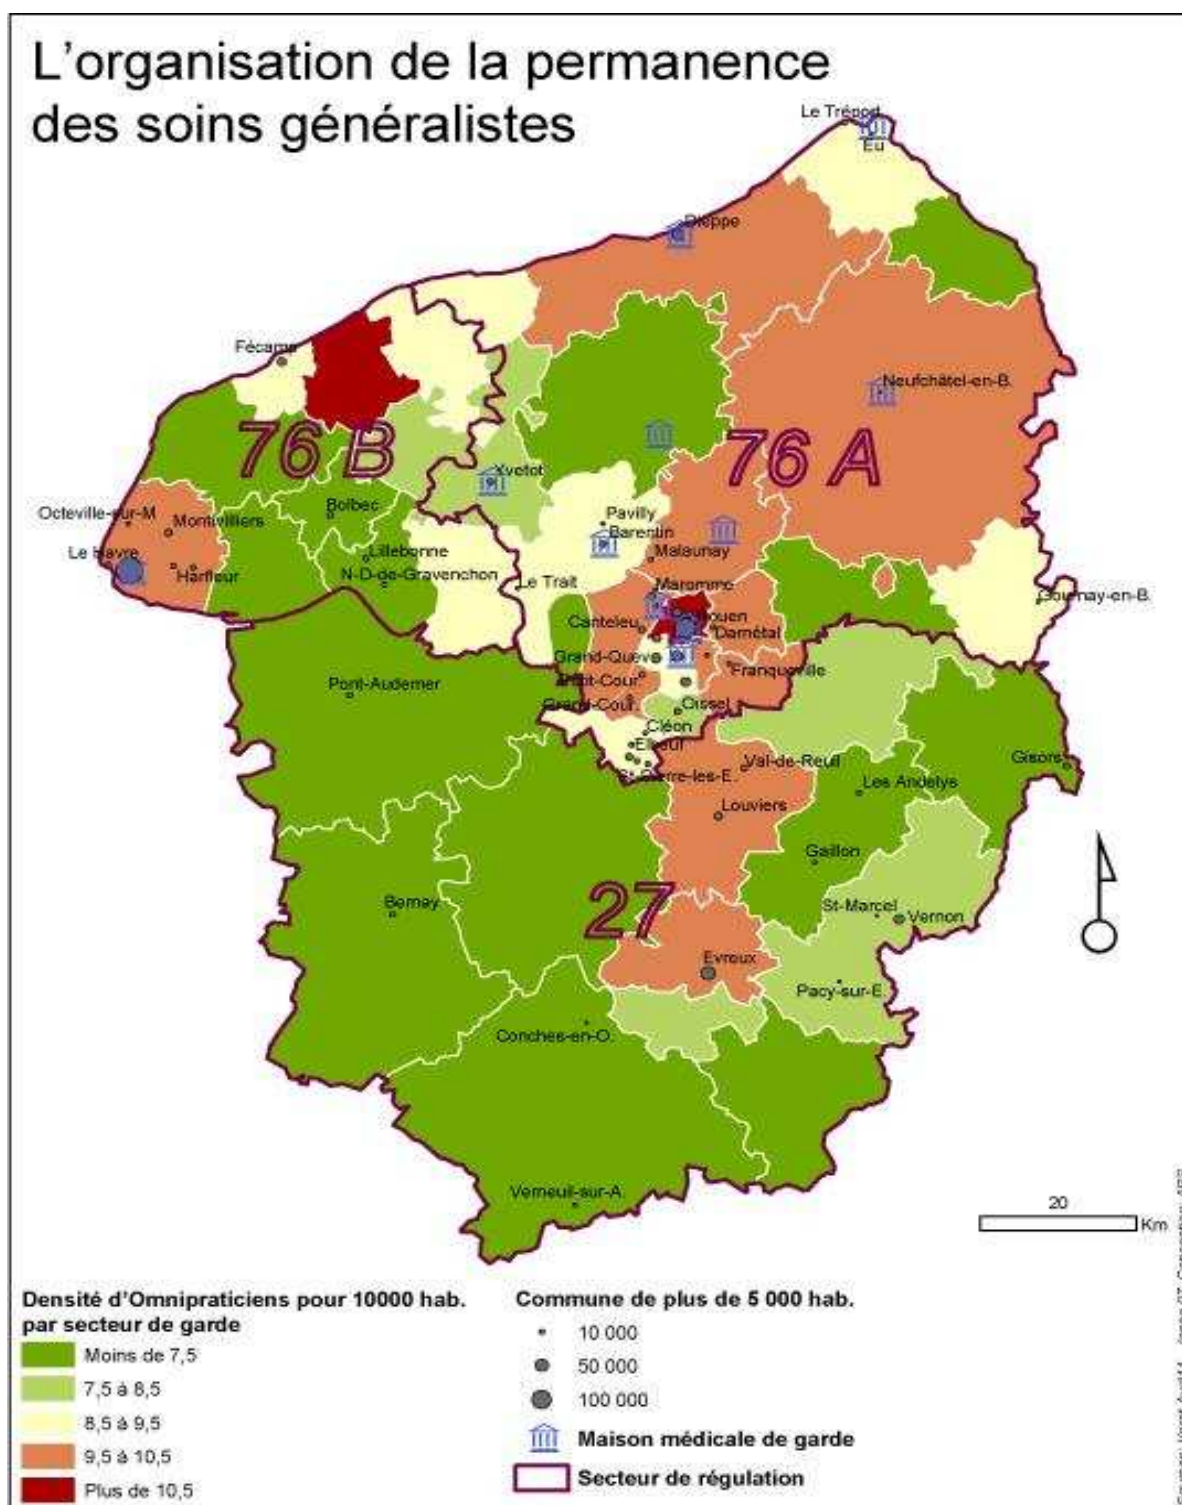 L'organisation de la permanence
des soins généralistes
Le Tréport
Eu
Dieppe
Fécamp
Neufchâtel-en-B.
76 B
76 A
Yvetot
Octeville-sur-M
Montivilliers
Bolbec
Pavilly
Barentin
Malaunay
Le Havre
Harfleur
Lillebonne
N-D-de-Gravenchon
Le Trait
Maromme
Gournay-en-B.
Canteleu
Darnétal
Grand-Quev
Franqueville
Pont-Audemer
Grand-Cour.
Oissel
Cléon
Elbeuf
Val-de-Reuil
Gisors
Les Andelys
Louviers
Gaillon
Bernay
27
St-Marcel
Vernon
Evreux
Pacy-sur-E.
Conches-en-O.
Verneuil-sur-A.
20
Km
Densité d'Omnipraticiens pour 10000 hab.
par secteur de garde
Moins de 7,5
7,5 à 8,5
8,5 à 9,5
9,5 à 10,5
Plus de 10,5
Commune de plus de 5 000 hab.
10 000
50 000
100 000
Maison médicale de garde
Secteur de régulation